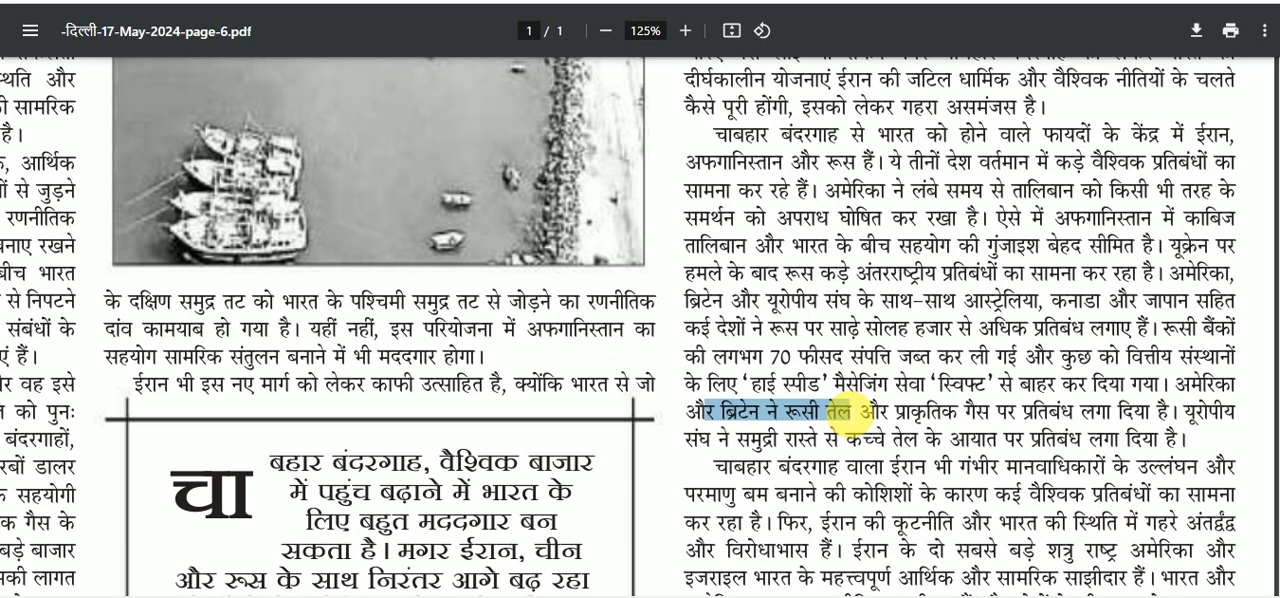 -दिल्ली-17-May-2024-page-6.pdf
1 / 1
125%
स्थति और
ी सामरिक
है।
आर्थिक
से जुड़ने
रणनीतिक
बनाए रखने
बीच भारत
से निपटने
संबंधों के
हैं।
और वह इसे
को पुनः
बंदरगाहों,
रबों डालर
सहयोगी
गैस के
बड़े बाजार
लागत
के दक्षिण समुद्र तट को भारत के पश्चिमी समुद्र तट से जोड़ने का रणनीतिक
दांव कामयाब हो गया है। यहीं नहीं, इस परियोजना में अफगानिस्तान का
सहयोग सामरिक संतुलन बनाने में भी मददगार होगा।
ईरान भी इस नए मार्ग को लेकर काफी उत्साहित है, क्योंकि भारत से जो
चाबहार बंदरगाह, वैश्विक बाजार
में पहुंच बढ़ाने में भारत के
लिए बहुत मददगार बन
सकता है। मगर ईरान, चीन
और रूस के साथ निरंतर आगे बढ़ रहा
दीर्घकालीन योजनाएं ईरान की जटिल धार्मिक और वैश्विक नीतियों के चलते
कैसे पूरी होंगी, इसको लेकर गहरा असमंजस है।
चाबहार बंदरगाह से भारत को होने वाले फायदों के केंद्र में ईरान,
अफगानिस्तान और रूस हैं। ये तीनों देश वर्तमान में कड़े वैश्विक प्रतिबंधों का
सामना कर रहे हैं। अमेरिका ने लंबे समय से तालिबान को किसी भी तरह के
समर्थन को अपराध घोषित कर रखा है। ऐसे में अफगानिस्तान में काबिज
तालिबान और भारत के बीच सहयोग की गुंजाइश बेहद सीमित है। यूक्रेन पर
हमले के बाद रूस कड़े अंतरराष्ट्रीय प्रतिबंधों का सामना कर रहा है। अमेरिका,
ब्रिटेन और यूरोपीय संघ के साथ-साथ आस्ट्रेलिया, कनाडा और जापान सहित
कई देशों ने रूस पर साढ़े सोलह हजार से अधिक प्रतिबंध लगाए हैं। रूसी बैंकों
की लगभग 70 फीसद संपत्ति जब्त कर ली गई और कुछ को वित्तीय संस्थानों
के लिए ‘हाई स्पीड’ मैसेजिंग सेवा ‘स्विफ्ट’ से बाहर कर दिया गया। अमेरिका
और ब्रिटेन ने रूसी तेल और प्राकृतिक गैस पर प्रतिबंध लगा दिया है। यूरोपीय
संघ ने समुद्री रास्ते से कच्चे तेल के आयात पर प्रतिबंध लगा दिया है।
चाबहार बंदरगाह वाला ईरान भी गंभीर मानवाधिकारों के उल्लंघन और
परमाणु बम बनाने की कोशिशों के कारण कई वैश्विक प्रतिबंधों का सामना
कर रहा है। फिर, ईरान की कूटनीति और भारत की स्थिति में गहरे अंतर्द्वंद्व
और विरोधाभास हैं। ईरान के दो सबसे बड़े शत्रु राष्ट्र अमेरिका और
इजराइल भारत के महत्त्वपूर्ण आर्थिक और सामरिक साझीदार हैं। भारत और